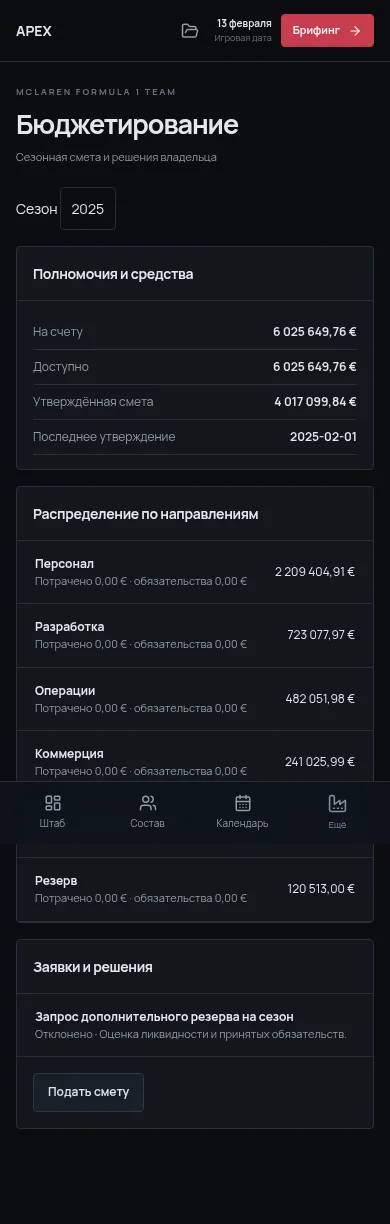 APEX
13 февраля
Игровая дата
Брифинг
MCLAREN FORMULA 1 TEAM
Бюджетирование
Сезонная смета и решения владельца
Сезон 2025
Полномочия и средства
На счету 6 025 649,76 €
Доступно 6 025 649,76 €
Утверждённая смета 4 017 099,84 €
Последнее утверждение 2025-02-01
Распределение по направлениям
Персонал
Потрачено 0,00 € · обязательства 0,00 €
2 209 404,91 €
Разработка
Потрачено 0,00 € · обязательства 0,00 €
723 077,97 €
Операции
Потрачено 0,00 € · обязательства 0,00 €
482 051,98 €
Коммерция
Потрачено 0,00 € · обязательства 0,00 €
241 025,99 €
Штаб
Состав
Календарь
Ещё
Резерв
Потрачено 0,00 € · обязательства 0,00 €
120 513,00 €
Заявки и решения
Запрос дополнительного резерва на сезон
Отклонено · Оценка ликвидности и принятых обязательств.
Подать смету